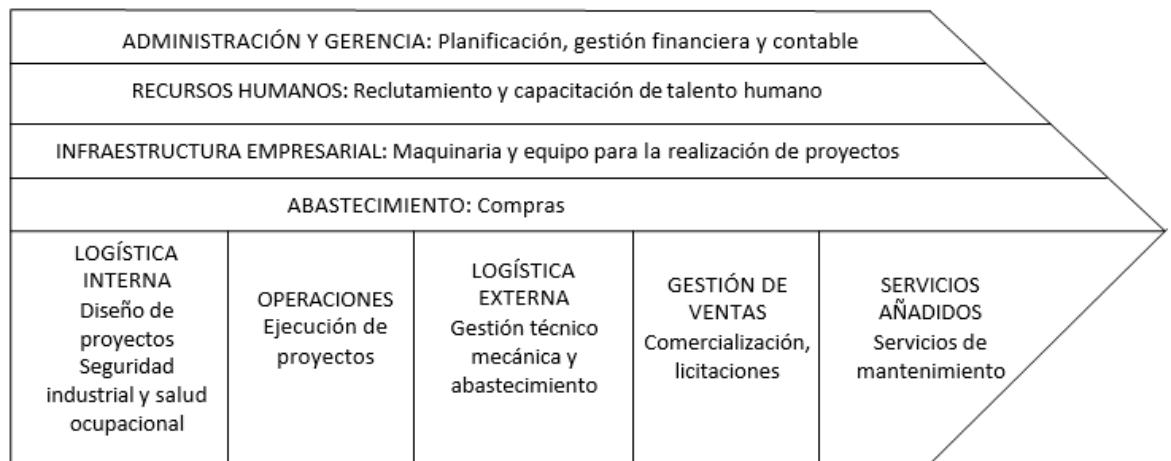 ADMINISTRACIÓN Y GERENCIA: Planificación, gestión financiera y contable
RECURSOS HUMANOS: Reclutamiento y capacitación de talento humano
INFRAESTRUCTURA EMPRESARIAL: Maquinaria y equipo para la realización de proyectos
ABASTECIMIENTO: Compras
LOGÍSTICA
INTERNA
Diseño de
proyectos
Seguridad
industrial y salud
ocupacional
OPERACIONES
Ejecución de
proyectos
LOGÍSTICA
EXTERNA
Gestión técnico
mecánica y
abastecimiento
GESTIÓN DE
VENTAS
Comercialización,
licitaciones
SERVICIOS
AÑADIDOS
Servicios de
mantenimiento